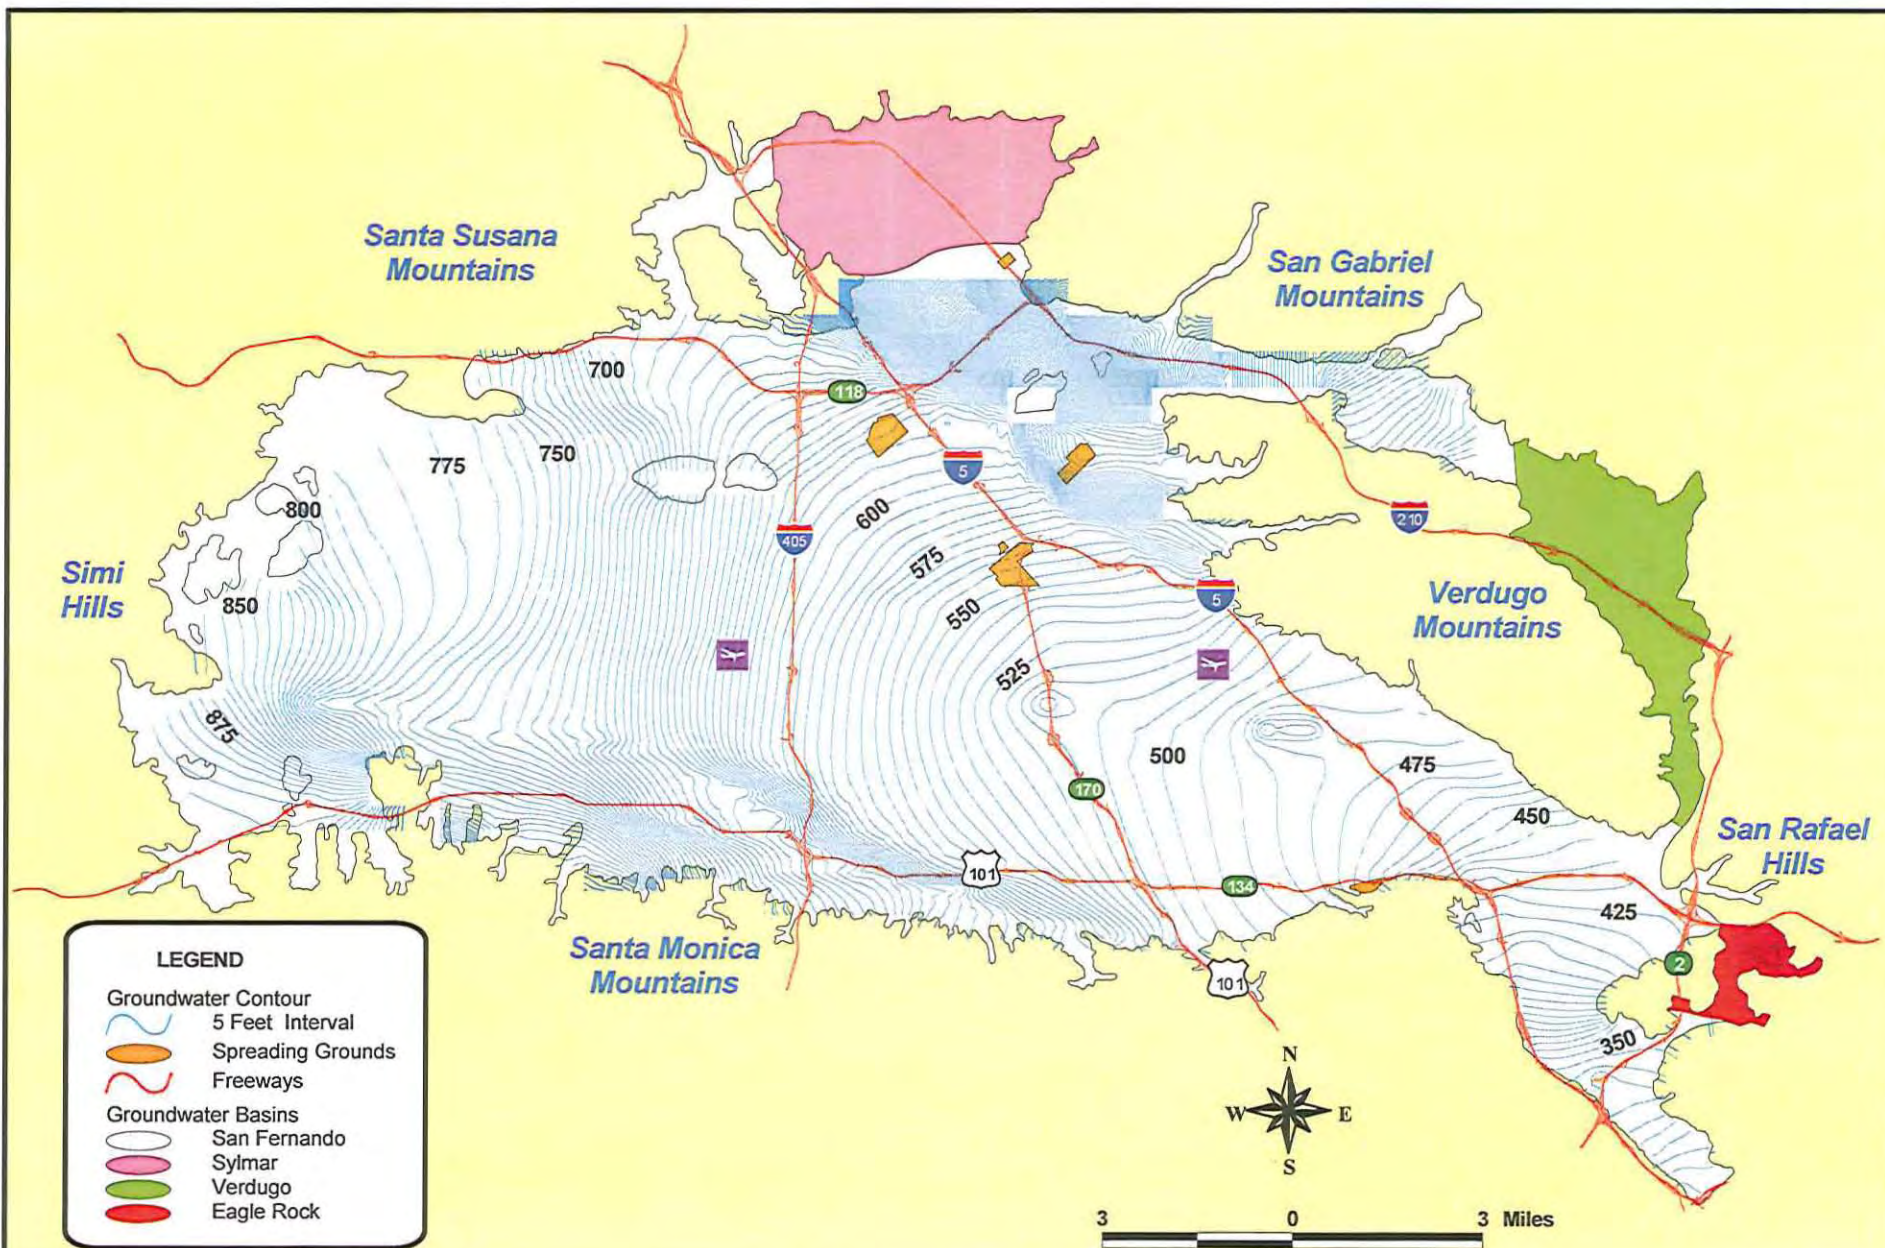 Santa Susana
Mountains
San Gabriel
Mountains
700
118
775
750
5
800
600
210
405
Simi
Hills
575
850
550
5
Verdugo
Mountains
525
875
500
475
170
450
San Rafael
Hills
101
134
425
Santa Monica
Mountains
2
101
350
LEGEND
Groundwater Contour
5 Feet Interval
Spreading Grounds
Freeways
Groundwater Basins
San Fernando
Sylmar
Verdugo
Eagle Rock
N
W E
S
3 0 3 Miles